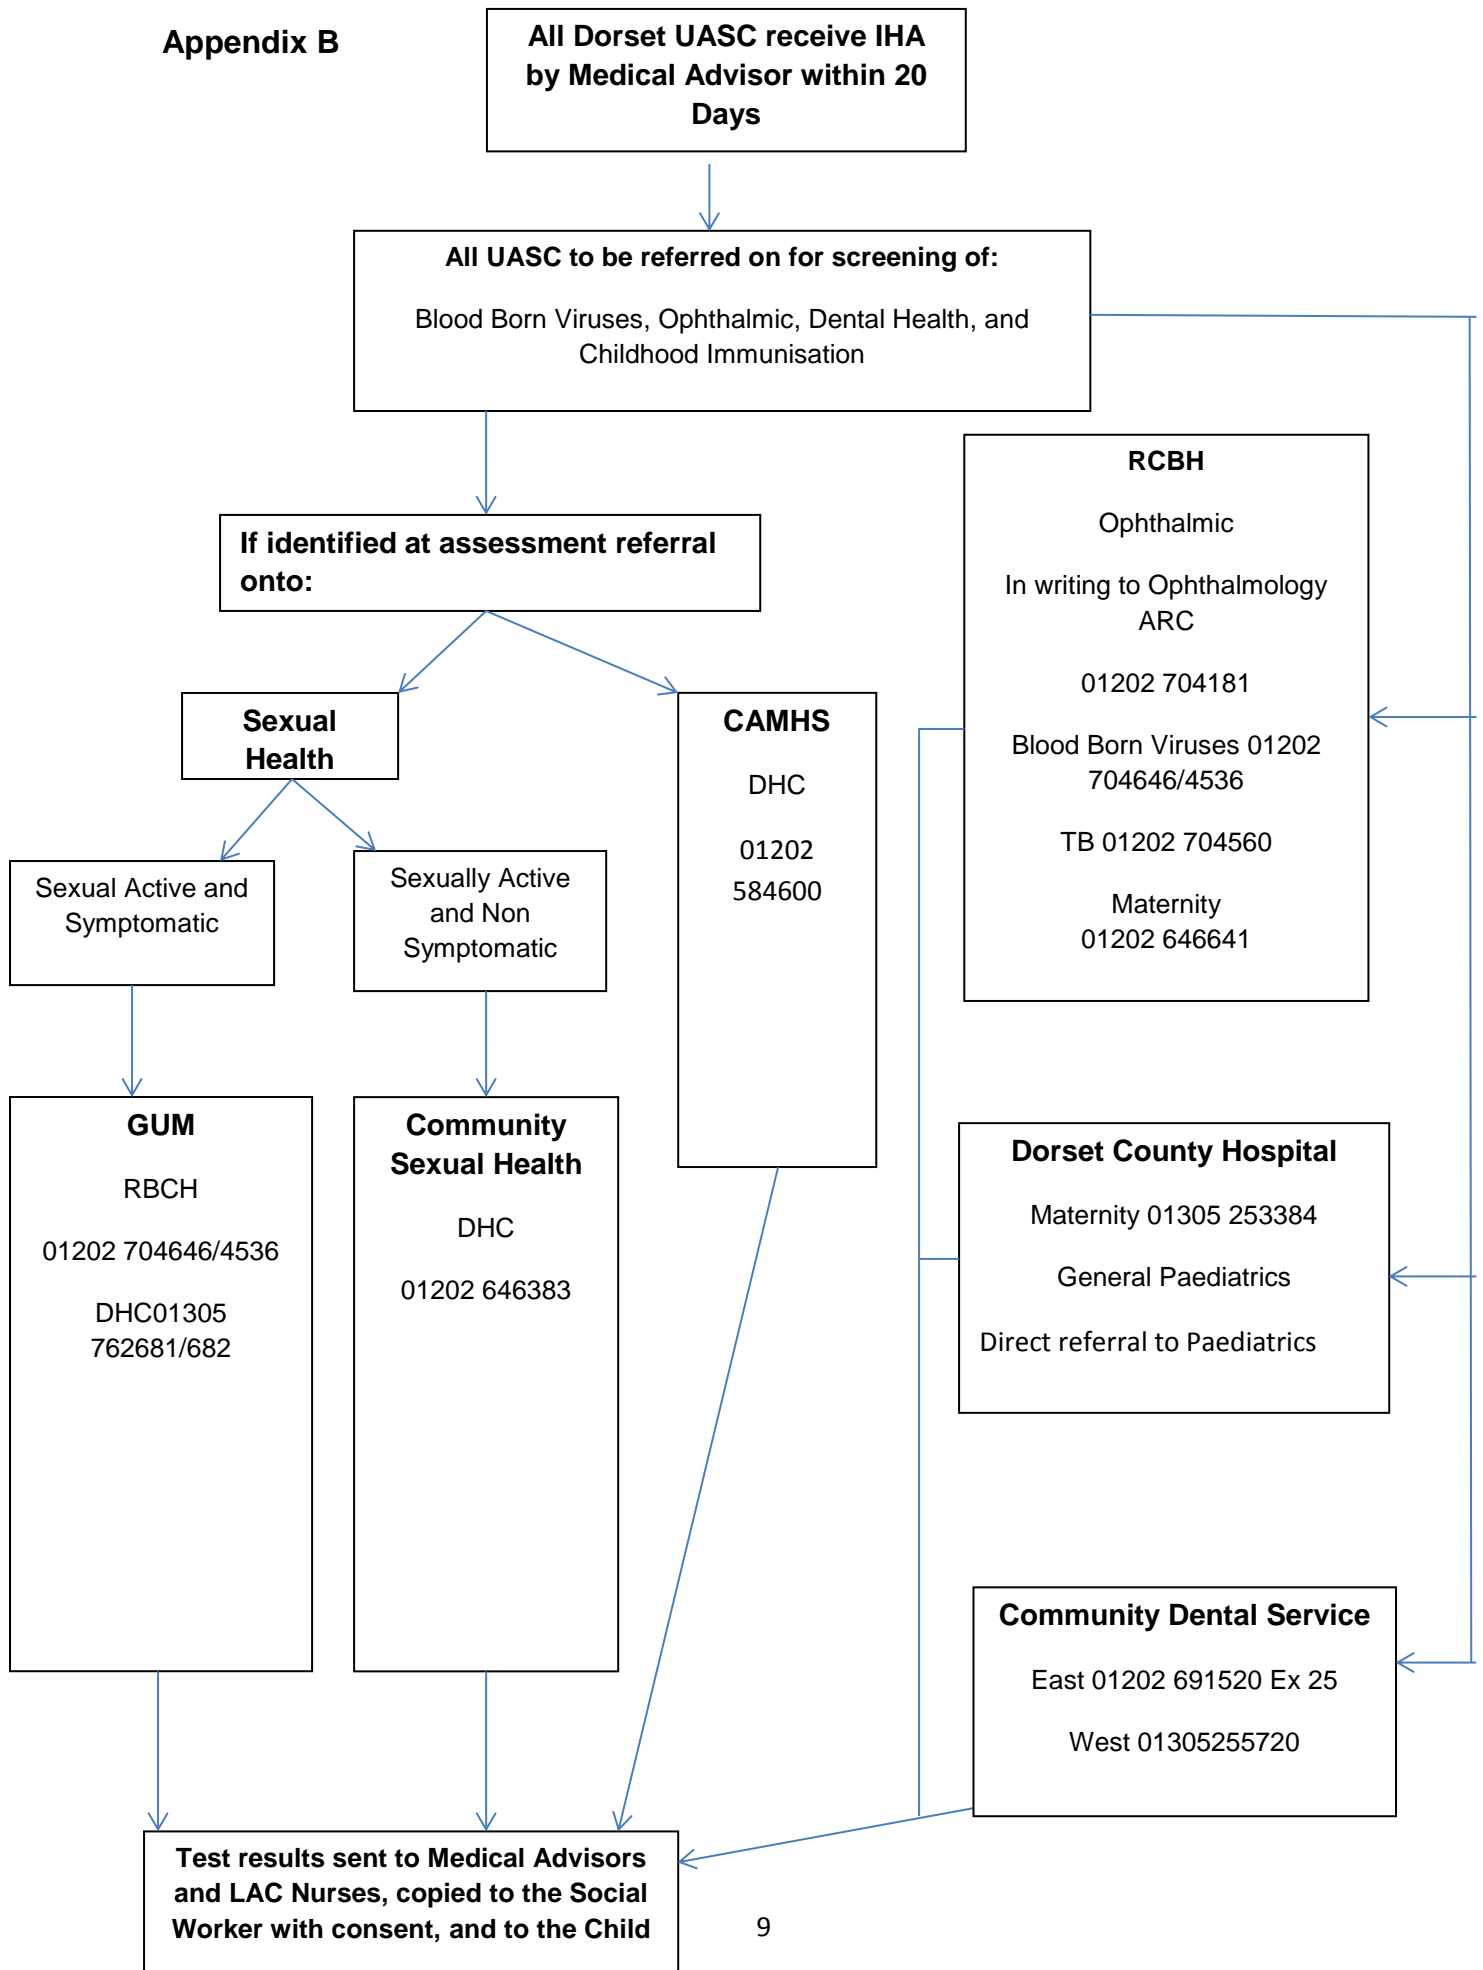 Appendix B
All Dorset UASC receive IHA
by Medical Advisor within 20
Days
All UASC to be referred on for screening of:
Blood Born Viruses, Ophthalmic, Dental Health, and
Childhood Immunisation
If identified at assessment referral
onto:
Sexual
Health
CAMHS
DHC
01202
584600
RCBH
Ophthalmic
In writing to Ophthalmology
ARC
01202 704181
Blood Born Viruses 01202
704646/4536
TB 01202 704560
Maternity
01202 646641
Sexual Active and
Symptomatic
Sexually Active
and Non
Symptomatic
GUM
RBCH
01202 704646/4536
DHC01305
762681/682
Community
Sexual Health
DHC
01202 646383
Dorset County Hospital
Maternity 01305 253384
General Paediatrics
Direct referral to Paediatrics
Community Dental Service
East 01202 691520 Ex 25
West 01305255720
Test results sent to Medical Advisors
and LAC Nurses, copied to the Social
Worker with consent, and to the Child
9